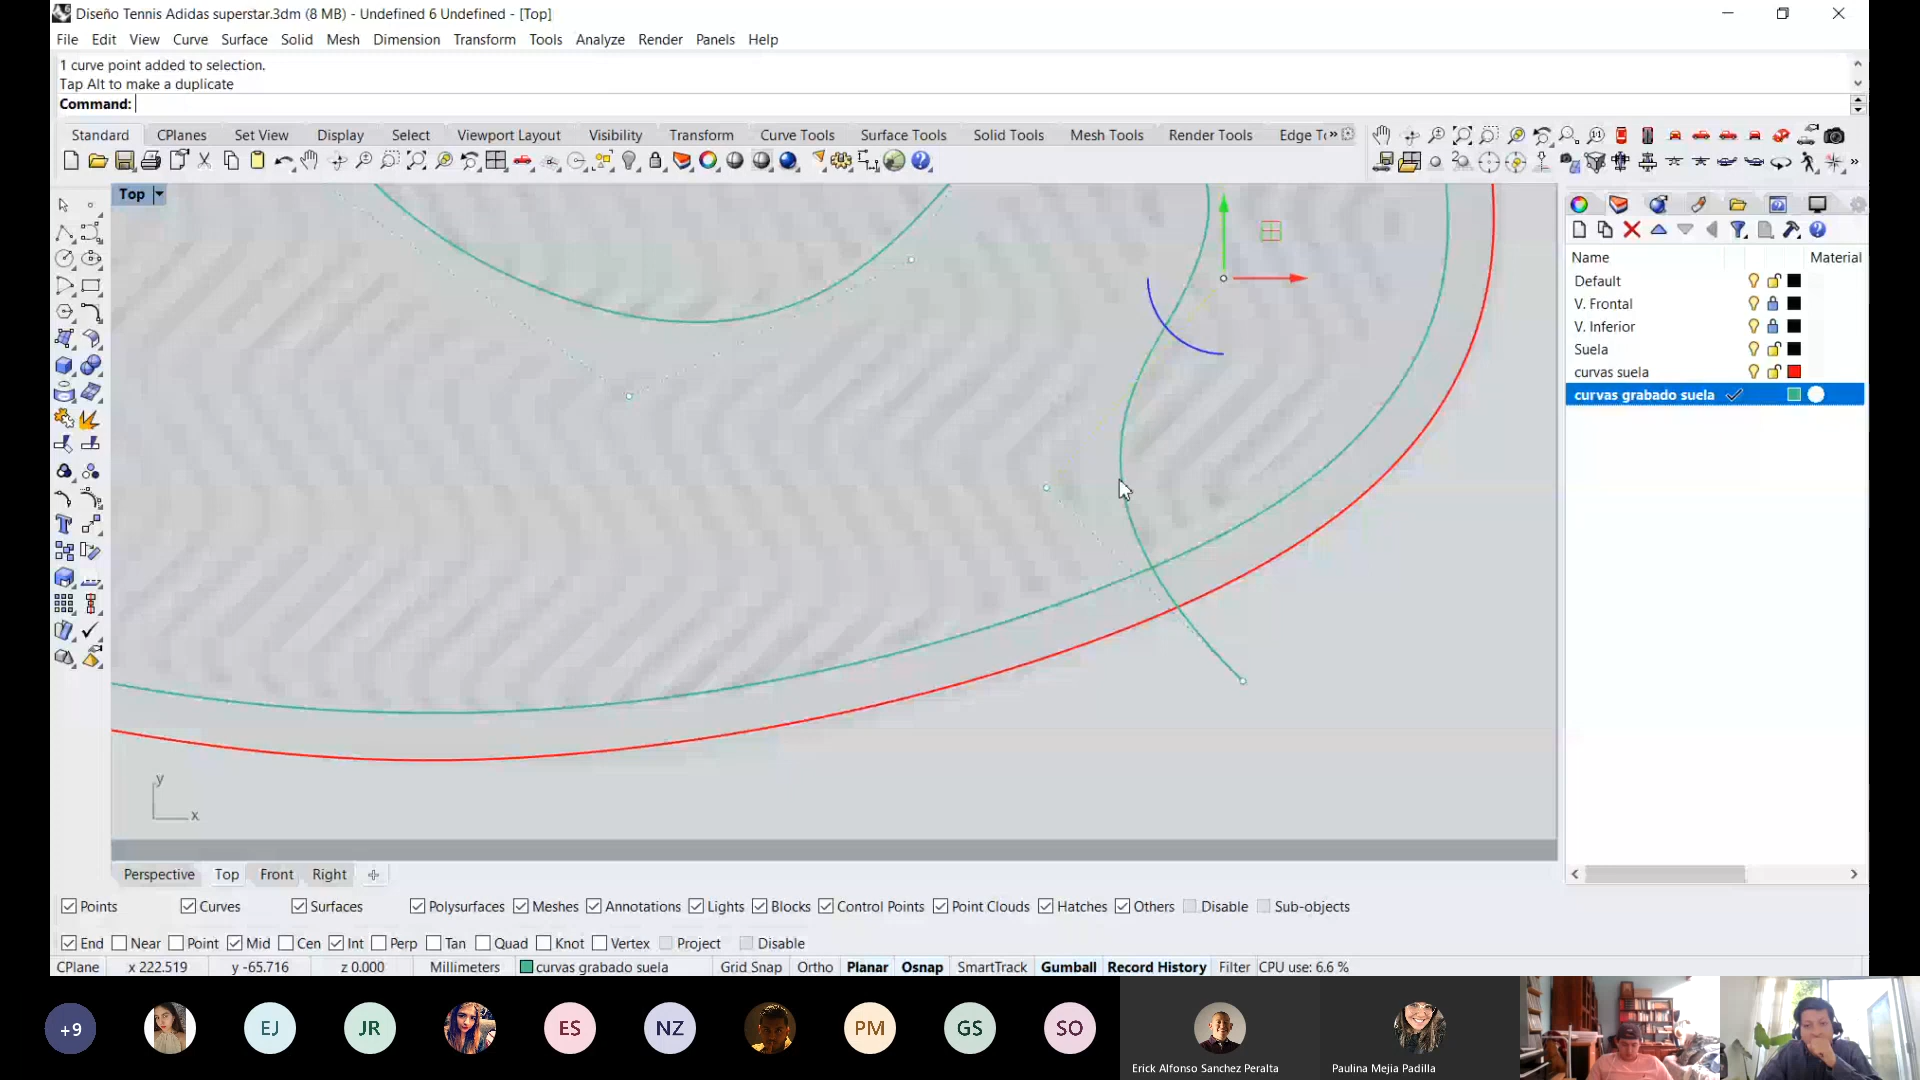 Diseño Tennis Adidas superstar.3dm (8 MB) - Undefined 6 Undefined - [Top]
File Edit View Curve Surface Solid Mesh Dimension Transform Tools Analyze Render Panels Help
1 curve point added to selection.
Tap Alt to make a duplicate
Command:
Standard CPlanes Set View Display Select Viewport Layout Visibility Transform Curve Tools Surface Tools Solid Tools Mesh Tools Render Tools Edge To
Top
Name Material
Default
V. Frontal
V. Inferior
Suela
curvas suela
curvas grabado suela
y
x
Perspective Top Front Right
Points Curves Surfaces Polysurfaces Meshes Annotations Lights Blocks Control Points Point Clouds Hatches Others Disable Sub-objects
End Near Point Mid Cen Int Perp Tan Quad Knot Vertex Project Disable
CPlane x 222.519 y -65.716 z 0.000 Millimeters curvas grabado suela Grid Snap Ortho Planar Osnap SmartTrack Gumball Record History Filter CPU use: 6.6 %
+9 EJ JR ES NZ PM GS SO
Erick Alfonso Sanchez Peralta Paulina Mejia Padilla